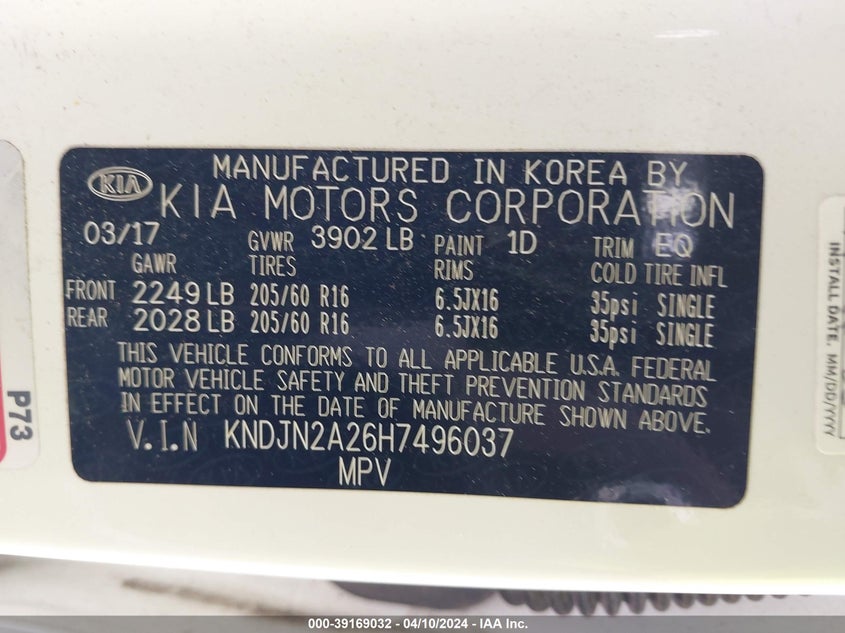 MANUFACTURED IN KOREA BY
KIA KIA MOTORS CORPORATION
03/17 GVWR 3902 LB PAINT 1D TRIM EQ
GAWR TIRES RIMS COLD TIRE INFL
FRONT 2249 LB 205/60 R16 6.5JX16 35psi SINGLE
REAR 2028 LB 205/60 R16 6.5JX16 35psi SINGLE
THIS VEHICLE CONFORMS TO ALL APPLICABLE U.S.A. FEDERAL
MOTOR VEHICLE SAFETY AND THEFT PREVENTION STANDARDS
IN EFFECT ON THE DATE OF MANUFACTURE SHOWN ABOVE.
V.I.N KNDJN2A26H7496037
MPV
P73
INSTALL DATE, MM/DD/YYYY
000-39169032 - 04/10/2024 - IAA Inc.